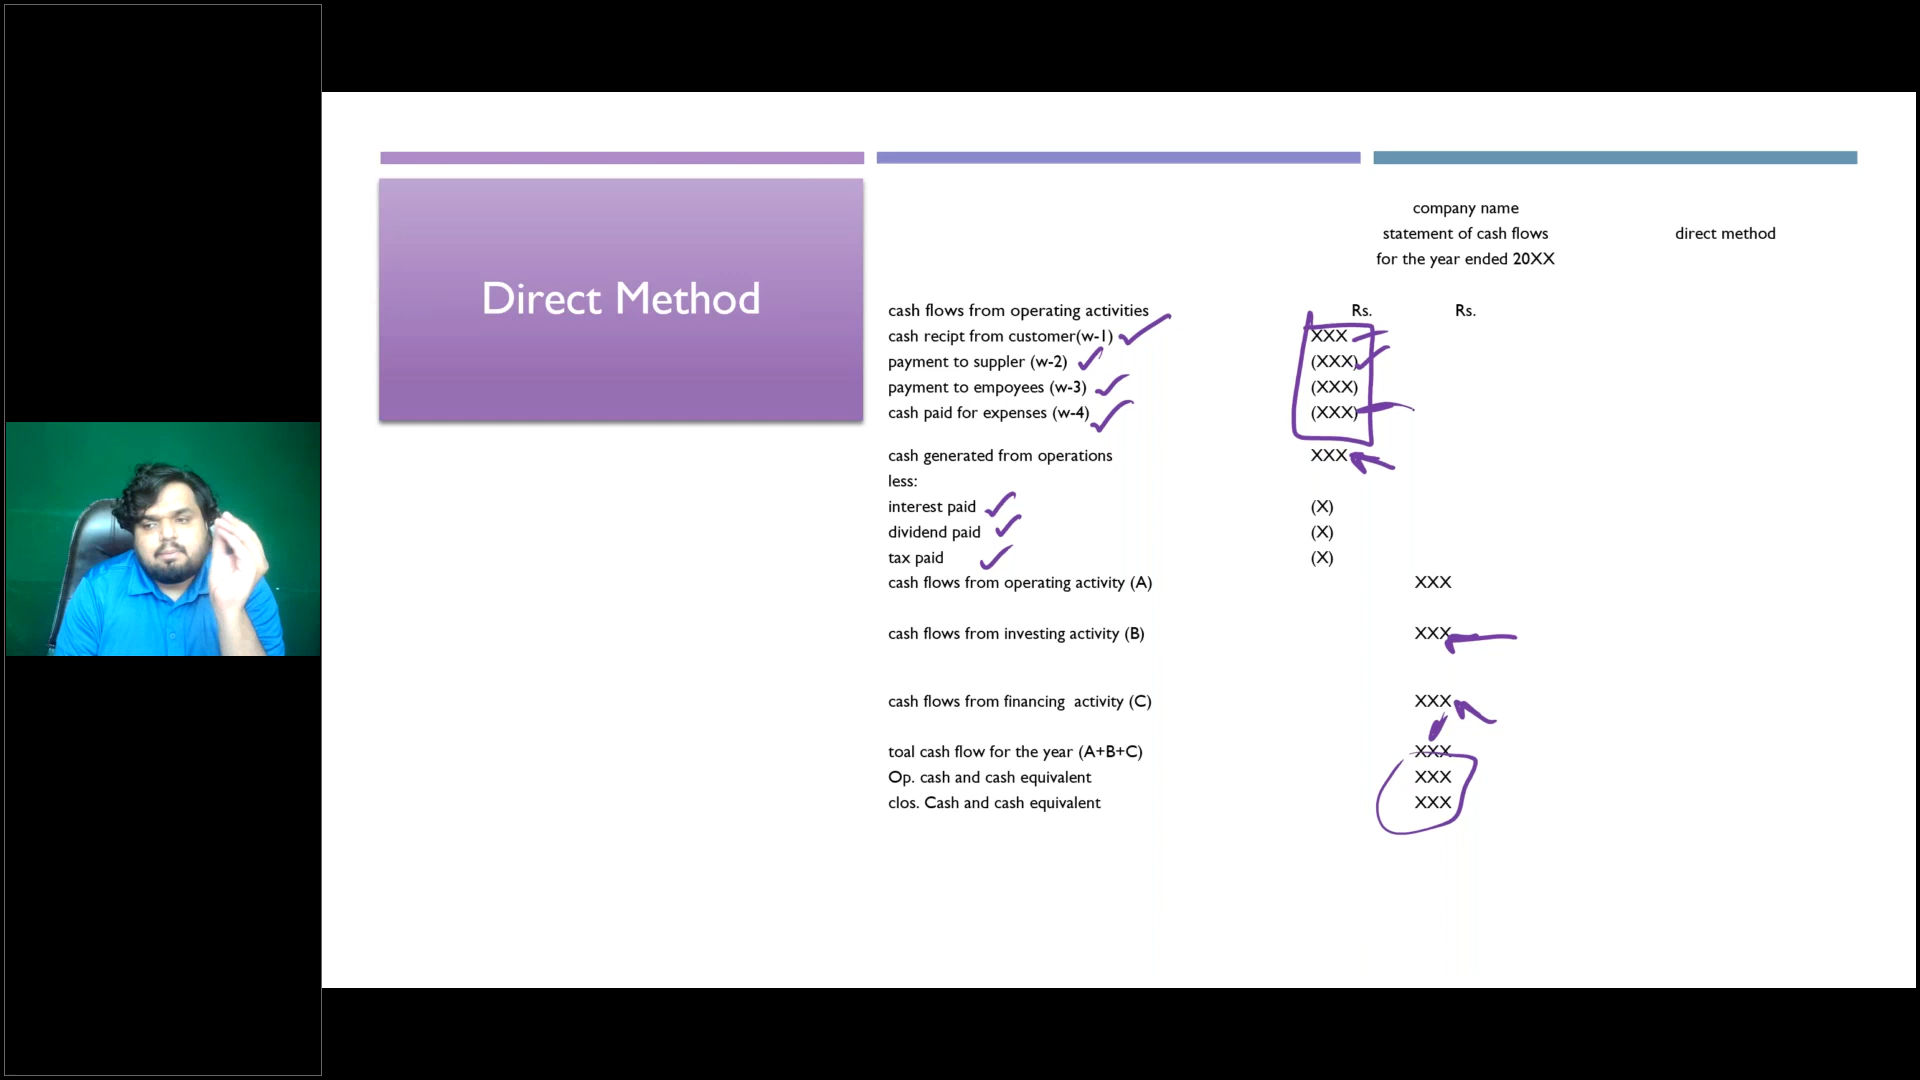 Direct Method
company name
statement of cash flows direct method
for the year ended 20XX
cash flows from operating activities Rs. Rs.
cash recipt from customer(w-1) XXX
payment to suppler (w-2) (XXX)
payment to empoyees (w-3) (XXX)
cash paid for expenses (w-4) (XXX)
cash generated from operations XXX
less:
interest paid (X)
dividend paid (X)
tax paid (X)
cash flows from operating activity (A) XXX
cash flows from investing activity (B) XXX
cash flows from financing activity (C) XXX
toal cash flow for the year (A+B+C) XXX
Op. cash and cash equivalent XXX
clos. Cash and cash equivalent XXX